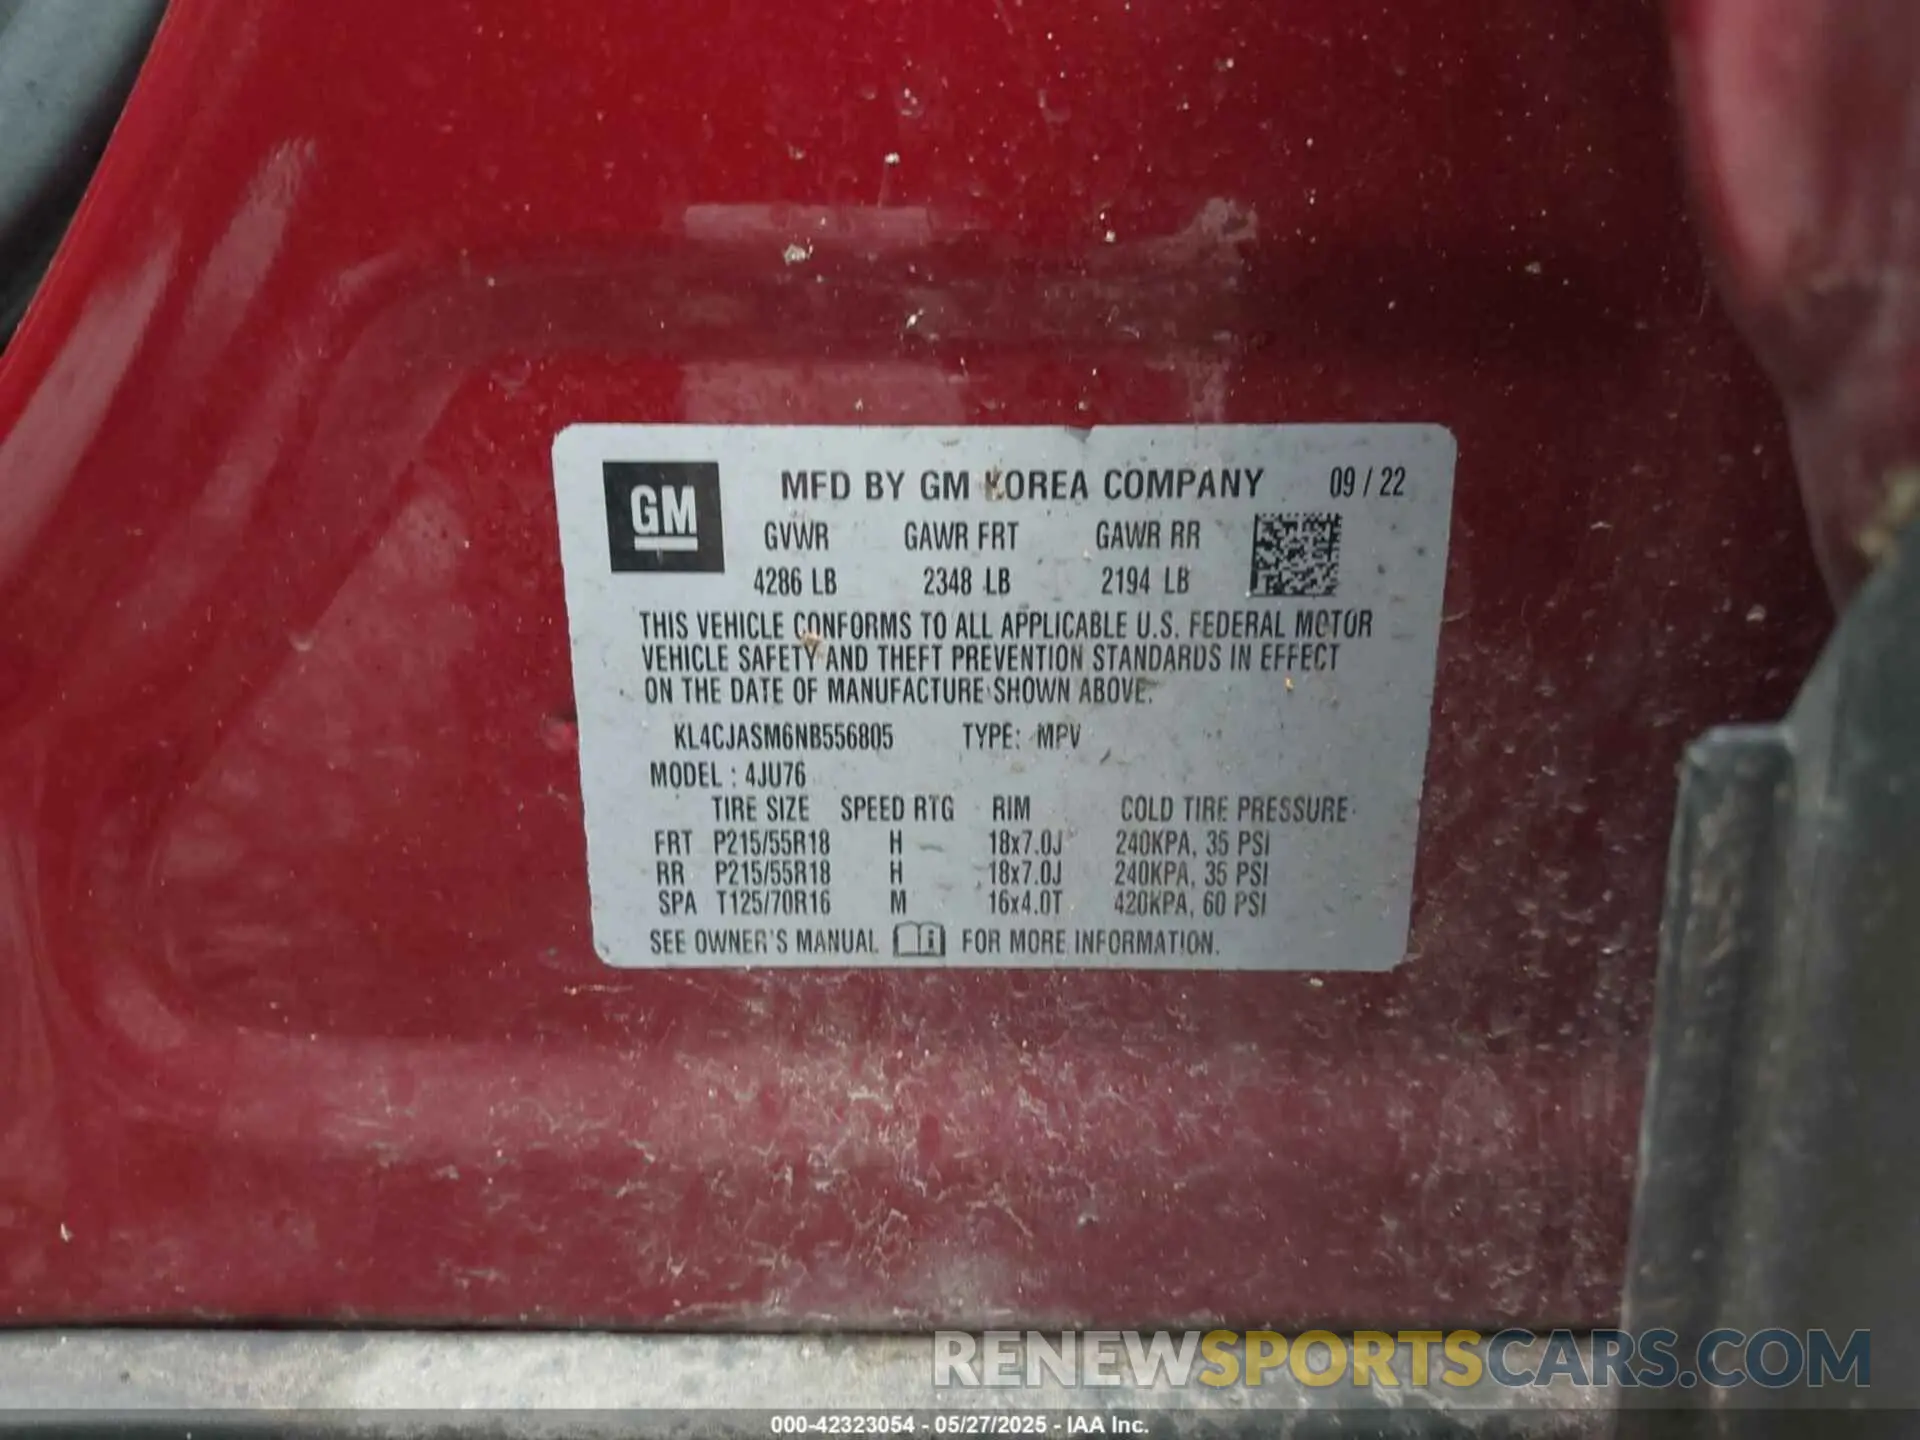 GM
MFD BY GM KOREA COMPANY 09 / 22
GVWR GAWR FRT GAWR RR
4286 LB 2348 LB 2194 LB
THIS VEHICLE CONFORMS TO ALL APPLICABLE U.S. FEDERAL MOTOR
VEHICLE SAFETY AND THEFT PREVENTION STANDARDS IN EFFECT
ON THE DATE OF MANUFACTURE SHOWN ABOVE.
KL4CJASM6NB556805 TYPE: MPV
MODEL : 4JU76
TIRE SIZE SPEED RTG RIM COLD TIRE PRESSURE
FRT P215/55R18 H 18x7.0J 240KPA, 35 PSI
RR P215/55R18 H 18x7.0J 240KPA, 35 PSI
SPA T125/70R16 M 16x4.0T 420KPA, 60 PSI
SEE OWNER'S MANUAL FOR MORE INFORMATION.
RENEWSPORTSCARS.COM
000-42323054 - 05/27/2025 - IAA Inc.